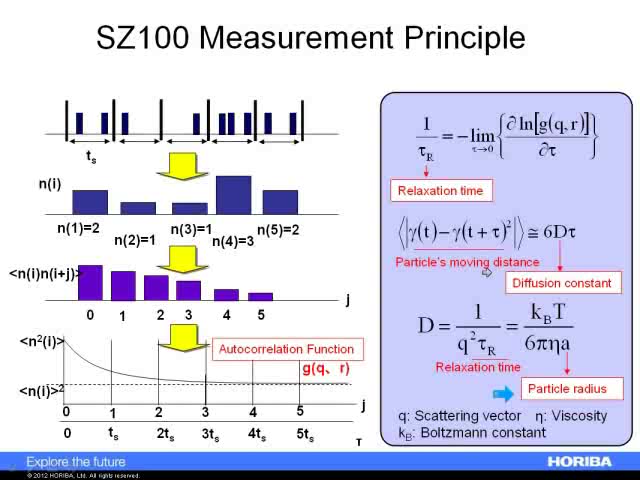 SZ100 Measurement Principle
t_s
n(i)
n(1)=2
n(2)=1
n(3)=1
n(4)=3
n(5)=2
<n(i)n(i+j)>
j
0 1 2 3 4 5
<n²(i)>
Autocorrelation Function
g(q、r)
<n(i)>²
0 1 2 3 4 5 j
0 t_s 2t_s 3t_s 4t_s 5t_s τ
1/τ_R = −lim_{τ→0} { ∂ ln[g(q,r)] / ∂τ }
Relaxation time
⟨|γ(t) − γ(t + τ)²|⟩ ≅ 6Dτ
Particle's moving distance
Diffusion constant
D = 1/(q²τ_R) = k_BT/(6πηa)
Relaxation time
Particle radius
q: Scattering vector η: Viscosity
k_B: Boltzmann constant
Explore the future
HORIBA
© 2012 HORIBA, Ltd. All rights reserved.